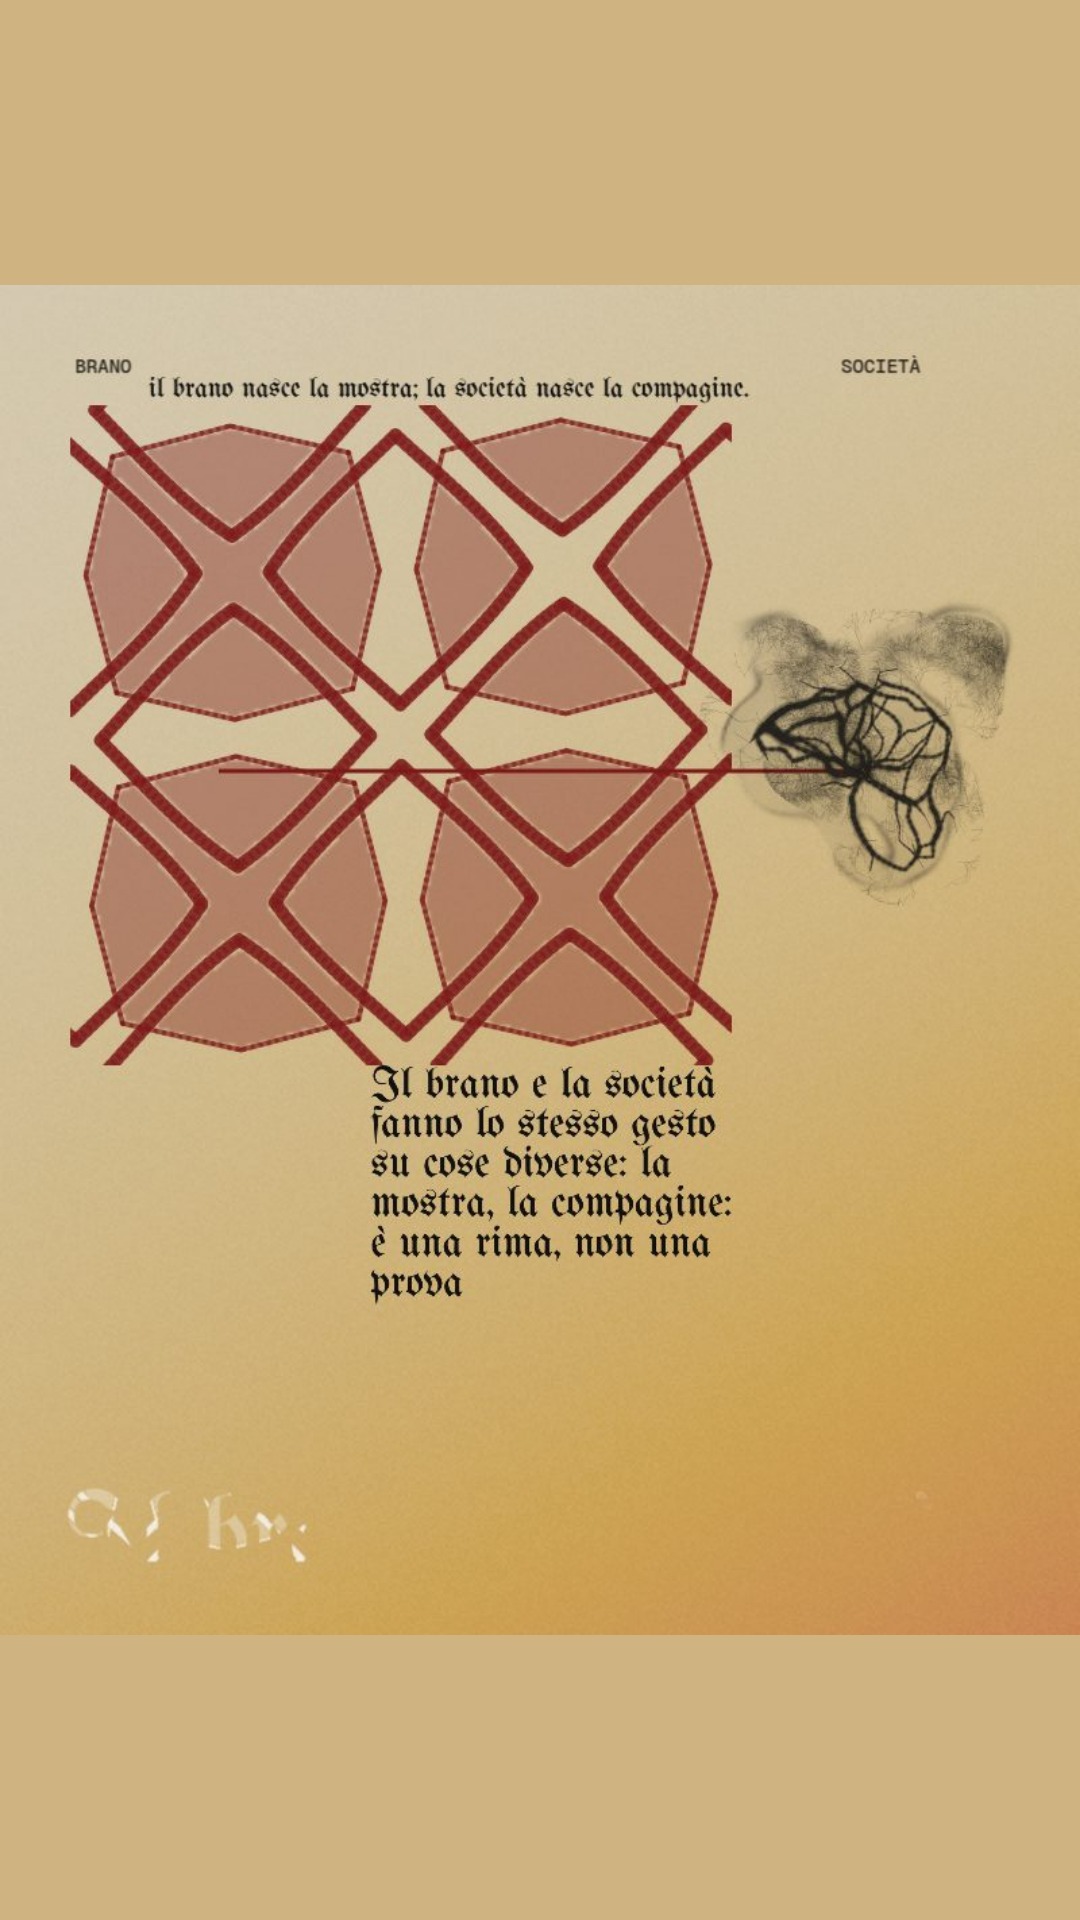 BRANO
SOCIETÀ
il brano nasce la mostra; la società nasce la compagine.
Il brano e la società
fanno lo stesso gesto
su cose diverse: la
mostra, la compagine:
è una rima, non una
prova